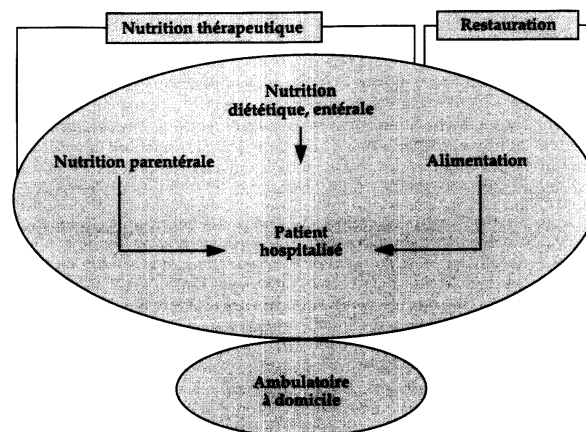 Nutrition thérapeutique
Restauration
Nutrition
diététique, entérale
Nutrition parentérale
Alimentation
Patient
hospitalisé
Ambulatoire
à domicile